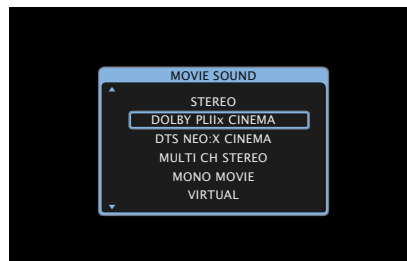 MOVIE SOUND
STEREO
DOLBY PLIIx CINEMA
DTS NEO:X CINEMA
MULTI CH STEREO
MONO MOVIE
VIRTUAL